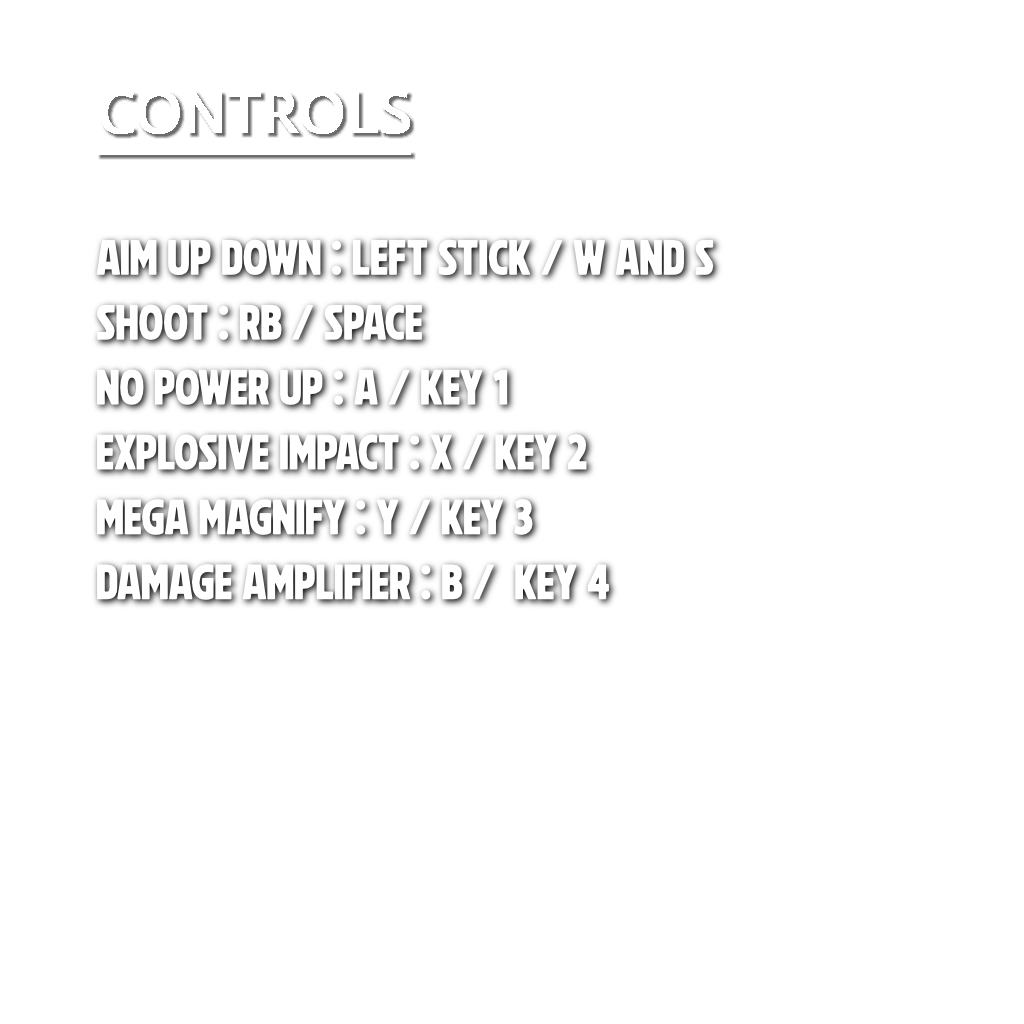 CONTROLS
AIM UP DOWN : LEFT STICK / W AND S
SHOOT : RB / SPACE
NO POWER UP : A / KEY 1
EXPLOSIVE IMPACT : X / KEY 2
MEGA MAGNIFY : Y / KEY 3
DAMAGE AMPLIFIER : B / KEY 4